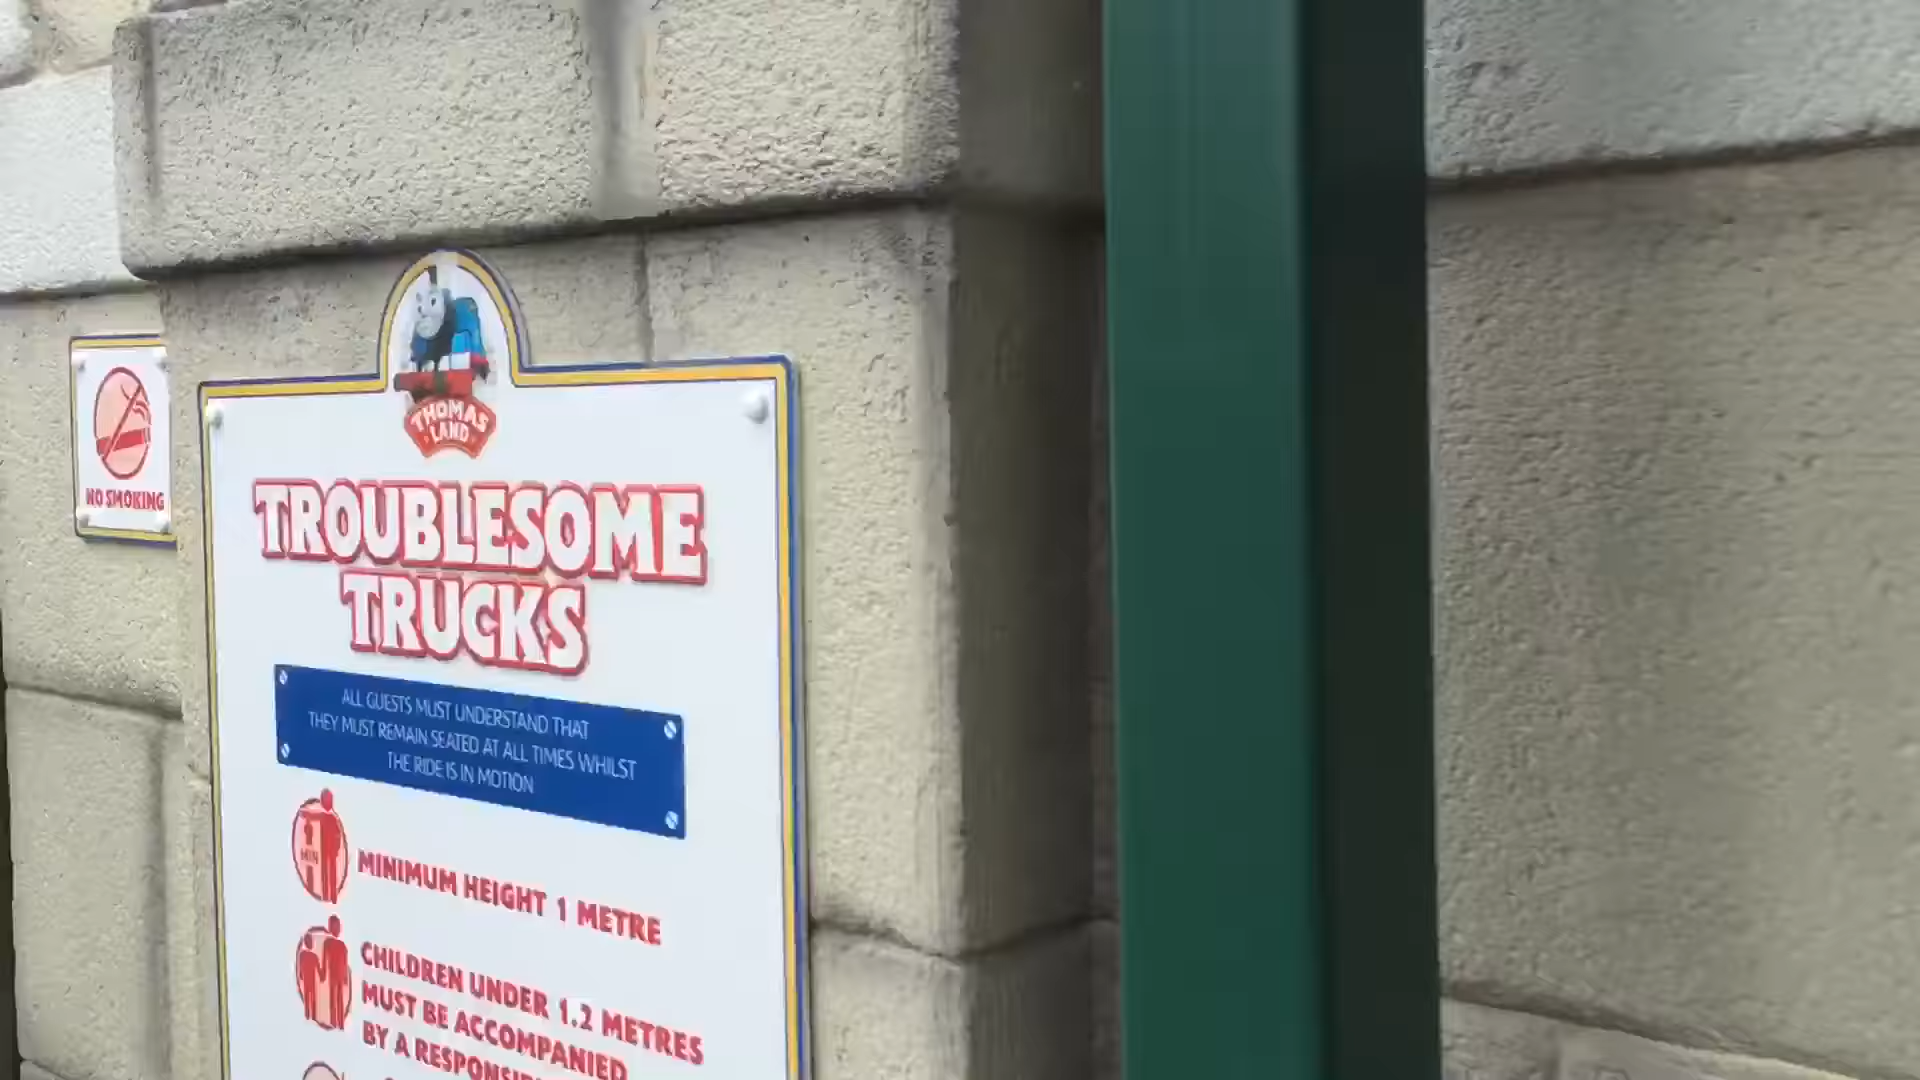 THOMAS
LAND
NO SMOKING
TROUBLESOME
TRUCKS
ALL GUESTS MUST UNDERSTAND THAT
THEY MUST REMAIN SEATED AT ALL TIMES WHILST
THE RIDE IS IN MOTION
MIN
MINIMUM HEIGHT 1 METRE
CHILDREN UNDER 1.2 METRES
MUST BE ACCOMPANIED
BY A